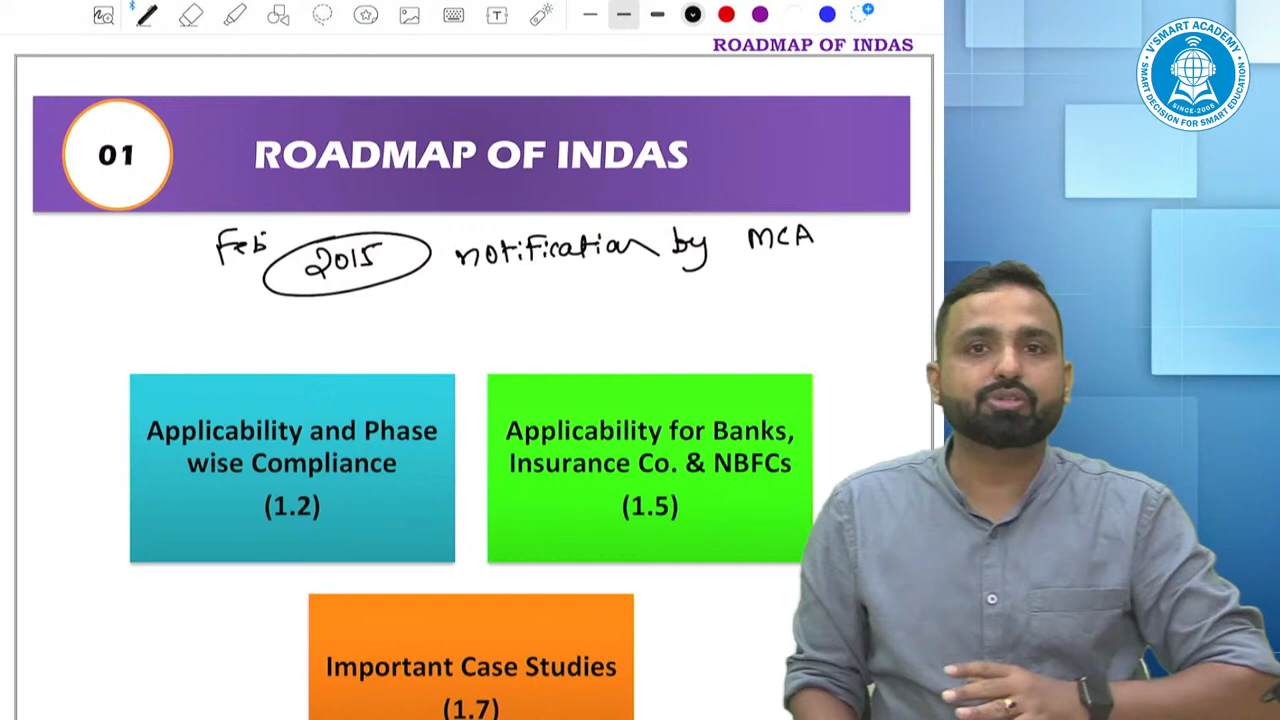 ROADMAP OF INDAS
01
ROADMAP OF INDAS
Feb 2015 notification by MCA
Applicability and Phase
wise Compliance
(1.2)
Applicability for Banks,
Insurance Co. & NBFCs
(1.5)
Important Case Studies
(1.7)
V'SMART ACADEMY
SINCE-2005
SMART DECISION FOR SMART EDUCATION